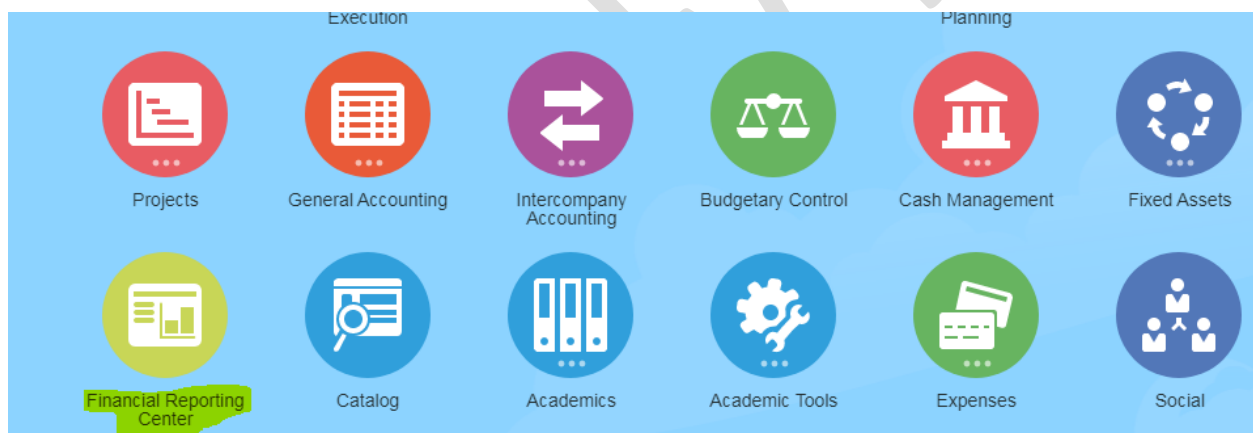 Execution Planning
Projects General Accounting Intercompany Accounting Budgetary Control Cash Management Fixed Assets
Financial Reporting Center Catalog Academics Academic Tools Expenses Social